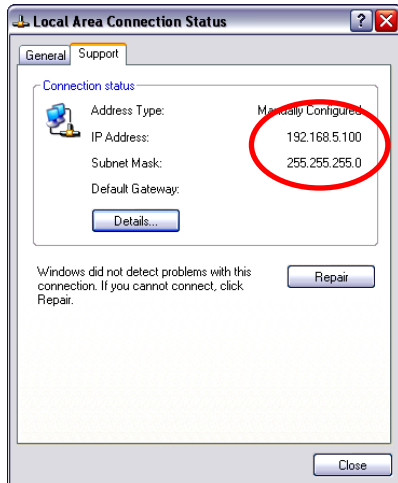 Local Area Connection Status
General Support
Connection status
Address Type: Manually Configured
IP Address: 192.168.5.100
Subnet Mask: 255.255.255.0
Default Gateway:
Details...
Windows did not detect problems with this
connection. If you cannot connect, click
Repair.
Repair
Close